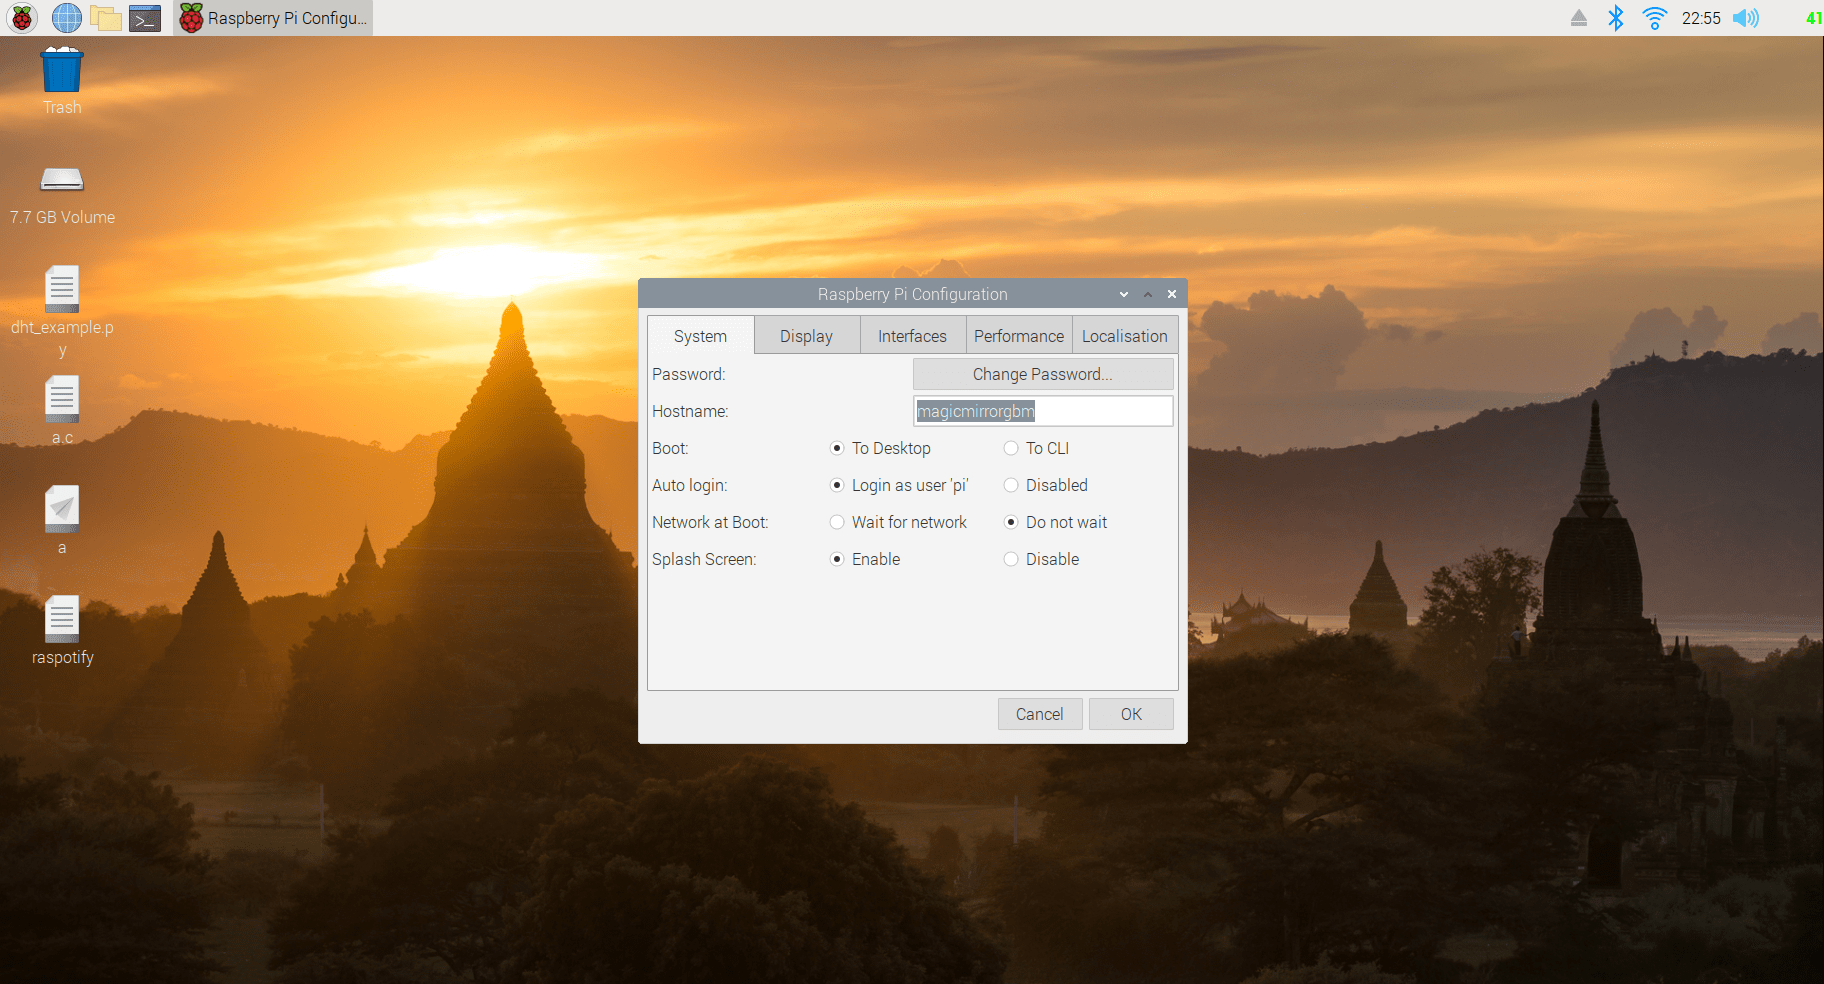 Raspberry Pi Configu...
22:55
41
Trash
7.7 GB Volume
dht_example.p
y
a.c
a
raspotify
Raspberry Pi Configuration
System Display Interfaces Performance Localisation
Password: Change Password...
Hostname: magicmirrorgbm
Boot: To Desktop To CLI
Auto login: Login as user 'pi' Disabled
Network at Boot: Wait for network Do not wait
Splash Screen: Enable Disable
Cancel OK